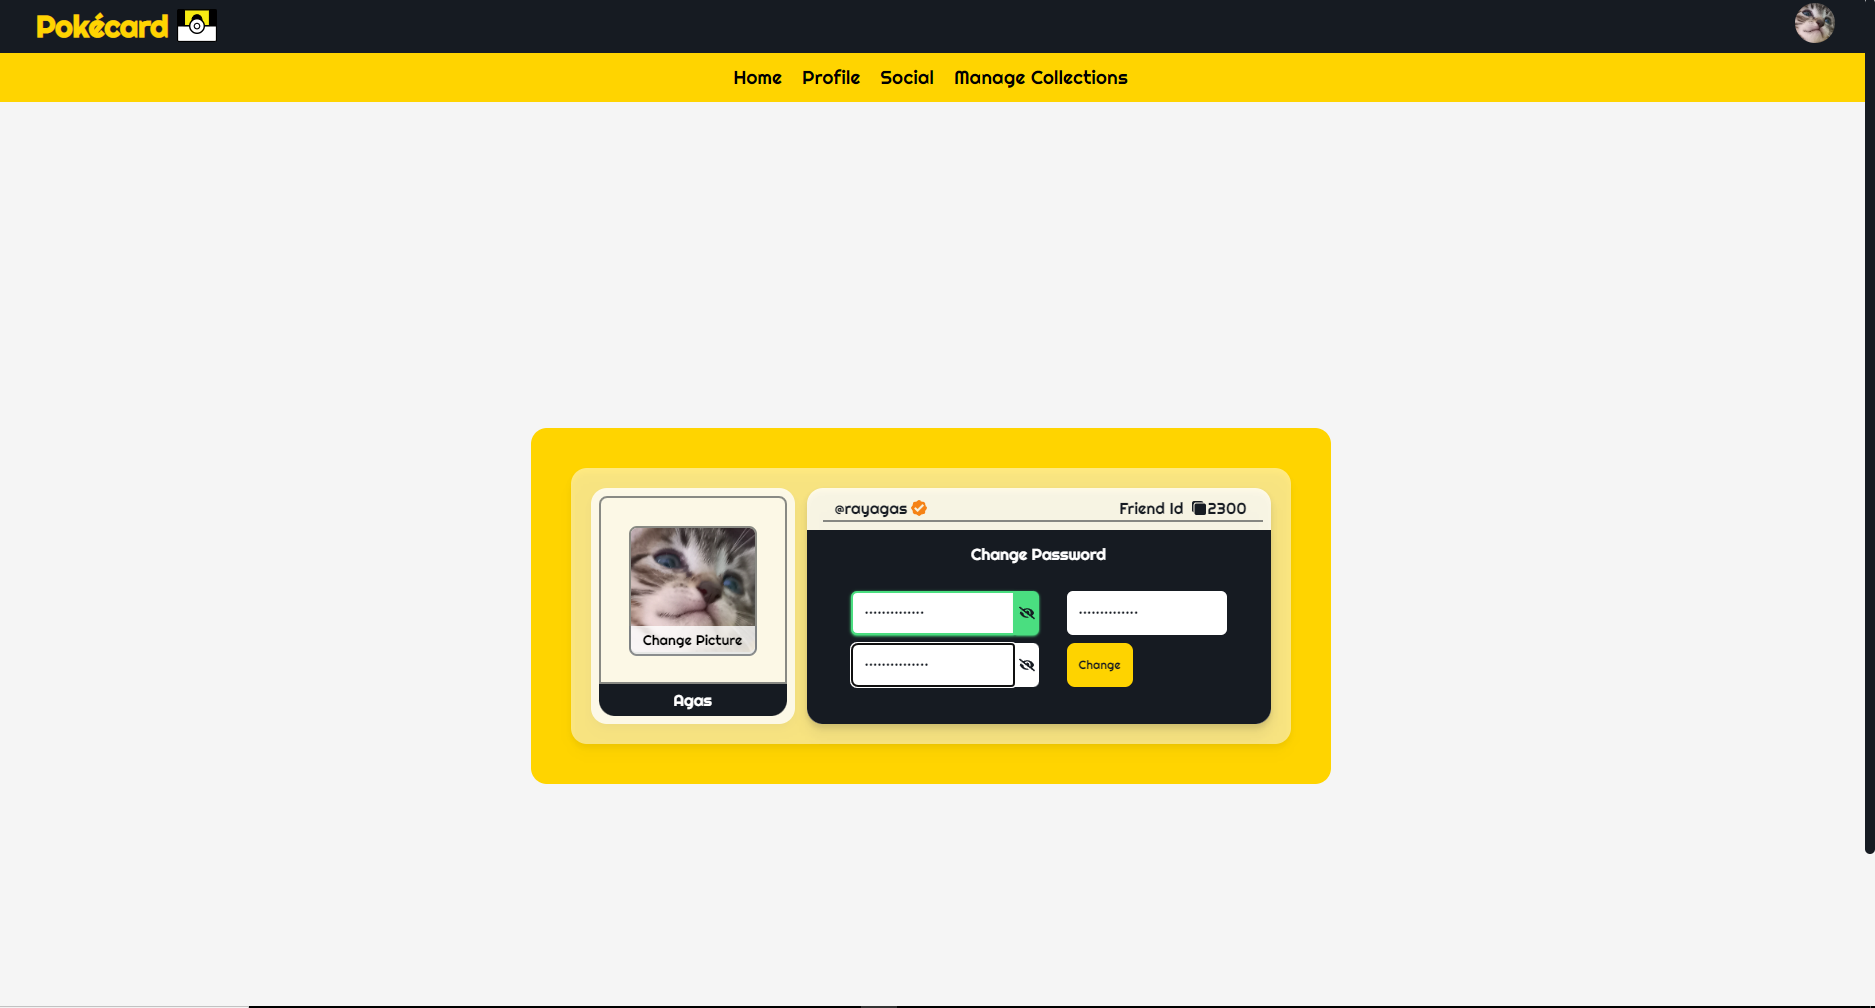 Pokécard
Home Profile Social Manage Collections
@rayagas
Friend Id 2300
Change Password
Change Picture
Change
Agas